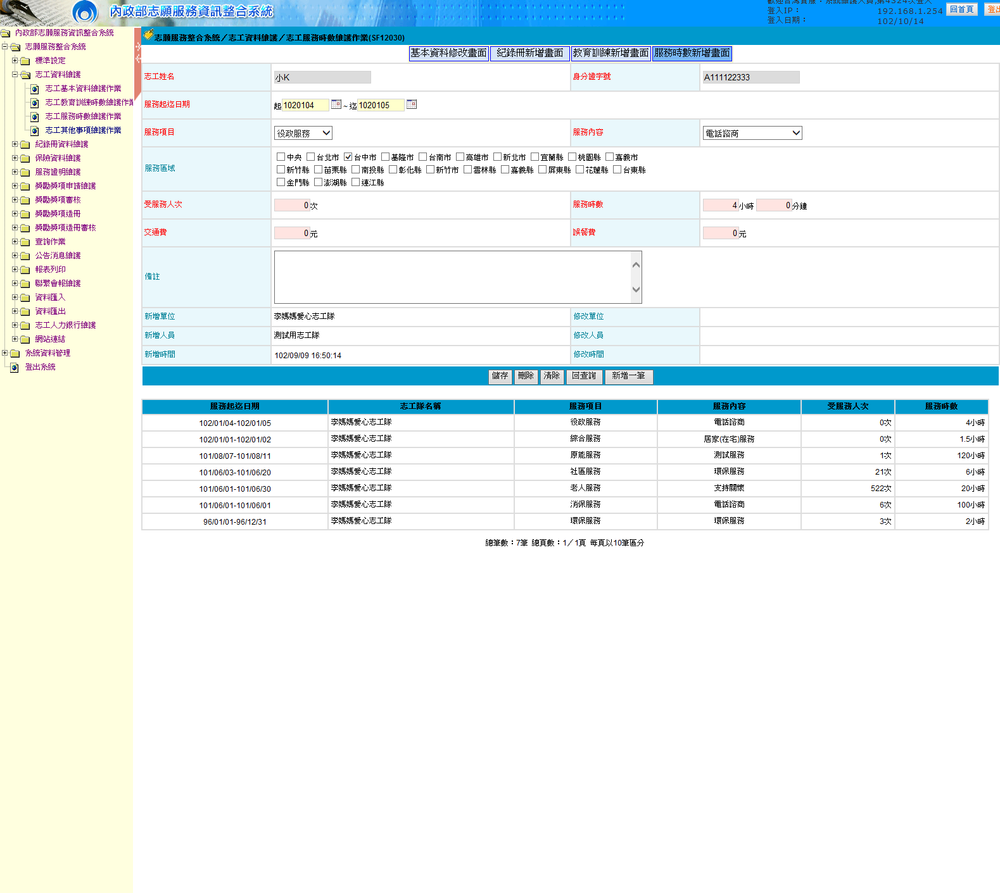 內政部志願服務資訊整合系統
登入IP： 192.168.1.254
登入日期： 102/10/14
回首頁
內政部志願服務資訊整合系統
志願服務整合系統
標準設定
志工資料維護
志工基本資料維護作業
志工教育訓練時數維護作業
志工服務時數維護作業
志工其他事項維護作業
紀錄冊資料維護
保險資料維護
服務證明維護
獎勵獎項申請維護
獎勵獎項審核
獎勵獎項造冊
獎勵獎項造冊審核
查詢作業
公告消息維護
報表列印
聯繫會報維護
資料匯入
資料匯出
志工人力銀行維護
網站連結
系統資料管理
登出系統
志願服務整合系統／志工資料維護／志工服務時數維護作業(SF12030)
基本資料修改畫面 紀錄冊新增畫面 教育訓練新增畫面 服務時數新增畫面
志工姓名 小K 身分證字號 A111122333
服務起迄日期 起1020104 ~ 迄1020105
服務項目 役政服務 服務內容 電話諮商
服務區域
中央 台北市 台中市 基隆市 台南市 高雄市 新北市 宜蘭縣 桃園縣 嘉義市
新竹縣 苗栗縣 南投縣 彰化縣 新竹市 雲林縣 嘉義縣 屏東縣 花蓮縣 台東縣
金門縣 澎湖縣 連江縣
受服務人次 0次 服務時數 4小時 0分鐘
交通費 0元 誤餐費 0元
備註
新增單位 李媽媽愛心志工隊 修改單位
新增人員 測試用志工隊 修改人員
新增時間 102/09/09 16:50:14 修改時間
儲存 刪除 清除 回查詢 新增一筆
服務起迄日期 志工隊名稱 服務項目 服務內容 受服務人次 服務時數
102/01/04-102/01/05 李媽媽愛心志工隊 役政服務 電話諮商 0次 4小時
102/01/01-102/01/02 李媽媽愛心志工隊 綜合服務 居家(在宅)服務 0次 1.5小時
101/08/07-101/08/11 李媽媽愛心志工隊 原能服務 測試服務 1次 120小時
101/06/03-101/06/20 李媽媽愛心志工隊 社區服務 環保服務 21次 6小時
101/06/01-101/06/30 李媽媽愛心志工隊 老人服務 支持關懷 522次 20小時
101/06/01-101/06/01 李媽媽愛心志工隊 消保服務 電話諮商 6次 100小時
96/01/01-96/12/31 李媽媽愛心志工隊 環保服務 環保服務 3次 2小時
總筆數：7筆 總頁數：1／1頁 每頁以10筆區分